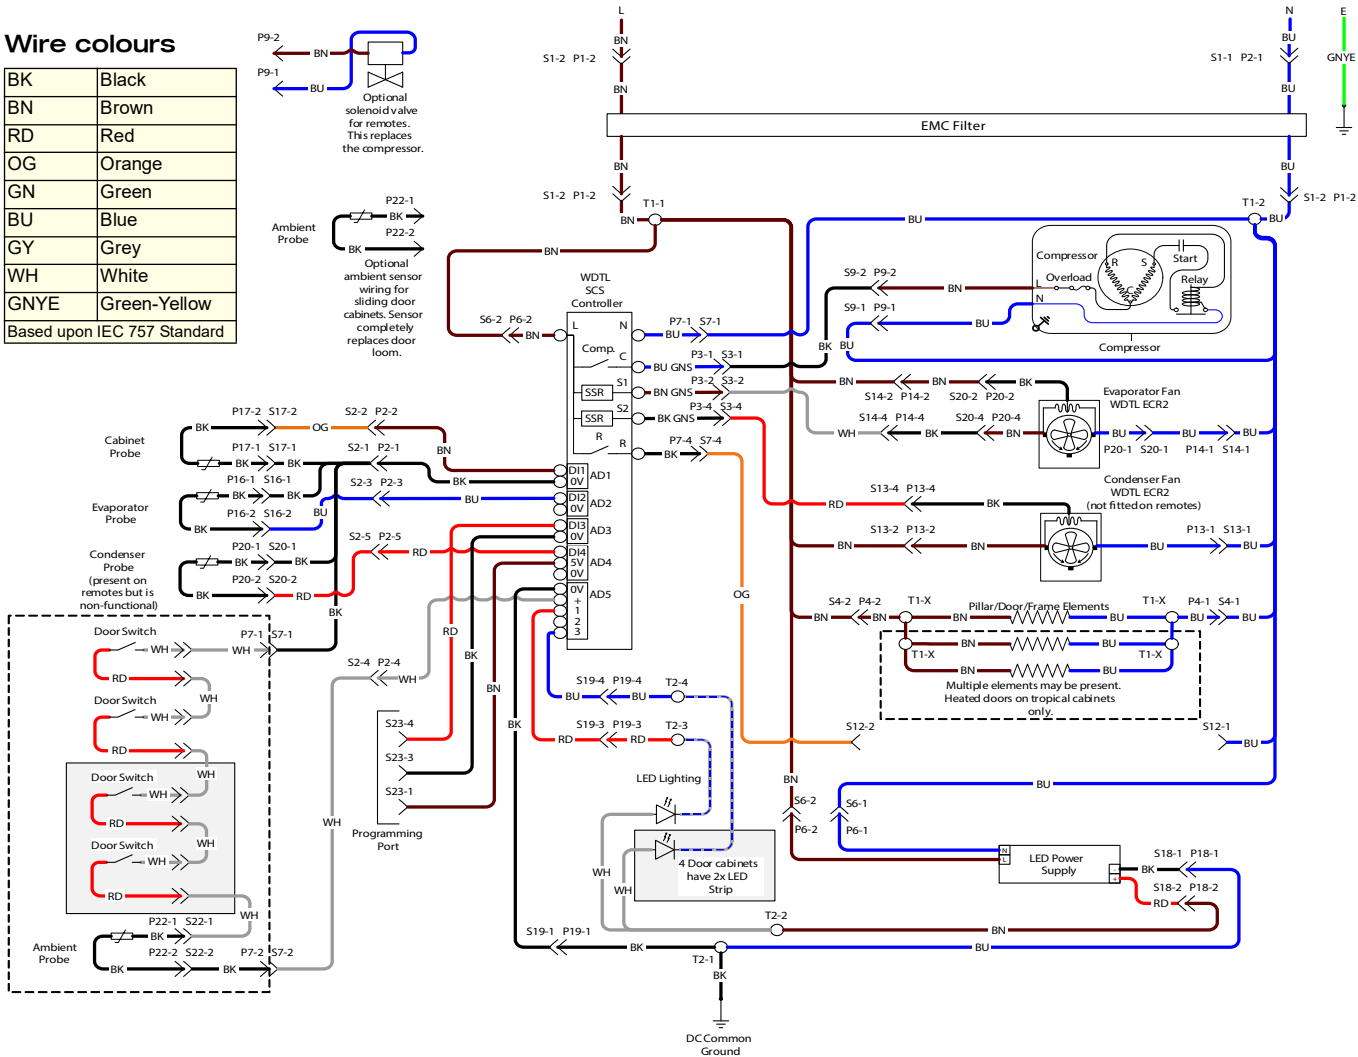 Wire colours
BK Black
BN Brown
RD Red
OG Orange
GN Green
BU Blue
GY Grey
WH White
GNYE Green-Yellow
Based upon IEC 757 Standard
P9-2
BN
P9-1
BU
Optional
solenoid valve
for remotes.
This replaces
the compressor.
L
BN
S1-2 P1-2
BN
N
BU
S1-1 P2-1
BU
E
GNYE
EMC Filter
BN
S1-2 P1-2
BN
T1-1
BU
S1-2 P1-2
T1-2
BU
BU
BN
Ambient
Probe
P22-1
BK
P22-2
BK
Optional
ambient sensor
wiring for
sliding door
cabinets. Sensor
completely
replaces door
loom.
WDTL
SCS
Controller
S6-2 P6-2
BN
L
N
Comp.
C
S1
SSR
S2
SSR
R
R
P7-1 S7-1
BU
P3-1 S3-1
BU GNS
P3-2 S3-2
BN GNS
P3-4 S3-4
BK GNS
P7-4 S7-4
BK
DI1
0V
AD1
DI2
0V
AD2
DI3
0V
AD3
DI4
5V
0V
AD4
0V
+
1
2
3
AD5
Compressor
Overload
L
N
R
S
C
Start
Relay
Compressor
S9-2 P9-2
BN
S9-1 P9-1
BU
BK
BU
BN
BN
BK
S14-2 P14-2
S20-2 P20-2
Evaporator Fan
WDTL ECR2
S14-4 P14-4
S20-4 P20-4
WH
BK
BN
BU
BU
BU
P20-1 S20-1
P14-1 S14-1
Condenser Fan
WDTL ECR2
(not fitted on remotes)
S13-4 P13-4
RD
BK
S13-2 P13-2
BN
BN
BU
P13-1 S13-1
BU
S4-2 P4-2
BN
BN
T1-X
Pillar/Door/Frame Elements
BN
BU
T1-X
P4-1 S4-1
BU
BU
T1-X
BN
BU
T1-X
BN
BU
Multiple elements may be present.
Heated doors on tropical cabinets
only.
S12-2
S12-1
BU
OG
Cabinet
Probe
P17-2 S17-2
BK
OG
S2-2 P2-2
BN
P17-1 S17-1
BK
BK
S2-1 P2-1
BK
Evaporator
Probe
P16-1 S16-1
BK
BK
S2-3 P2-3
BU
BU
P16-2 S16-2
BK
Condenser
Probe
(present on
remotes but is
non-functional)
P20-1 S20-1
BK
BK
S2-5 P2-5
RD
P20-2 S20-2
BK
RD
BK
Door Switch
WH
WH
P7-1 S7-1
RD
WH
Door Switch
WH
RD
WH
Door Switch
WH
RD
WH
Door Switch
WH
RD
WH
Ambient
Probe
P22-1 S22-1
BK
P22-2 S22-2
BK
BK
P7-2 S7-2
WH
S2-4 P2-4
WH
RD
BK
BN
S23-4
S23-3
S23-1
Programming
Port
BK
S19-4 P19-4
BU
BU
T2-4
S19-3 P19-3
RD
RD
T2-3
LED Lighting
4 Door cabinets
have 2x LED
Strip
WH
WH
BN
S6-2
P6-2
BU
S6-1
P6-1
N
L
LED Power
Supply
-
+
S18-1 P18-1
BK
S18-2 P18-2
RD
T2-2
BN
S19-1 P19-1
BK
T2-1
BU
BK
DC Common
Ground